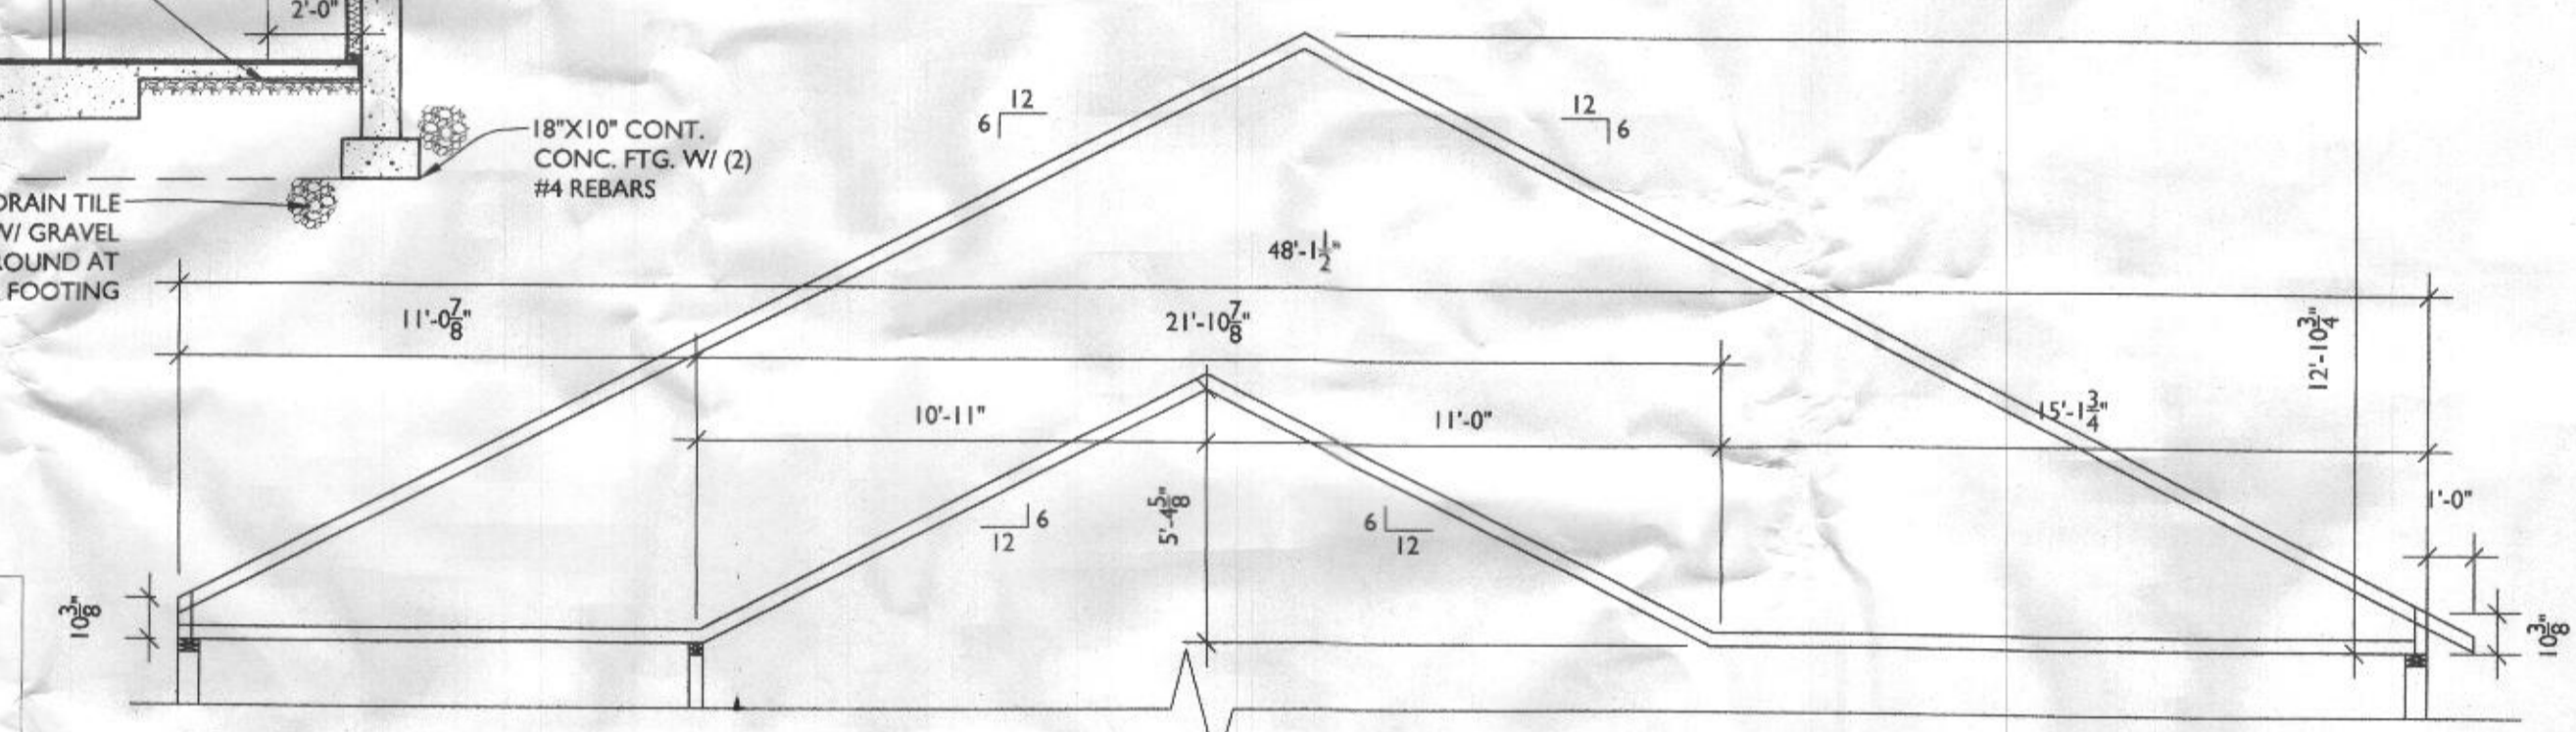 2'-0"
18"X10" CONT.
CONC. FTG. W/ (2)
#4 REBARS
DRAIN TILE
W/ GRAVEL
ROUND AT
FOOTING
12
6
12
6
48'-1 1/2"
11'-0 7/8"
21'-10 7/8"
12'-10 3/4"
10'-11"
11'-0"
15'-1 3/4"
1'-0"
5'-4 5/8"
6
12
6
12
10 3/8"
10 3/8"